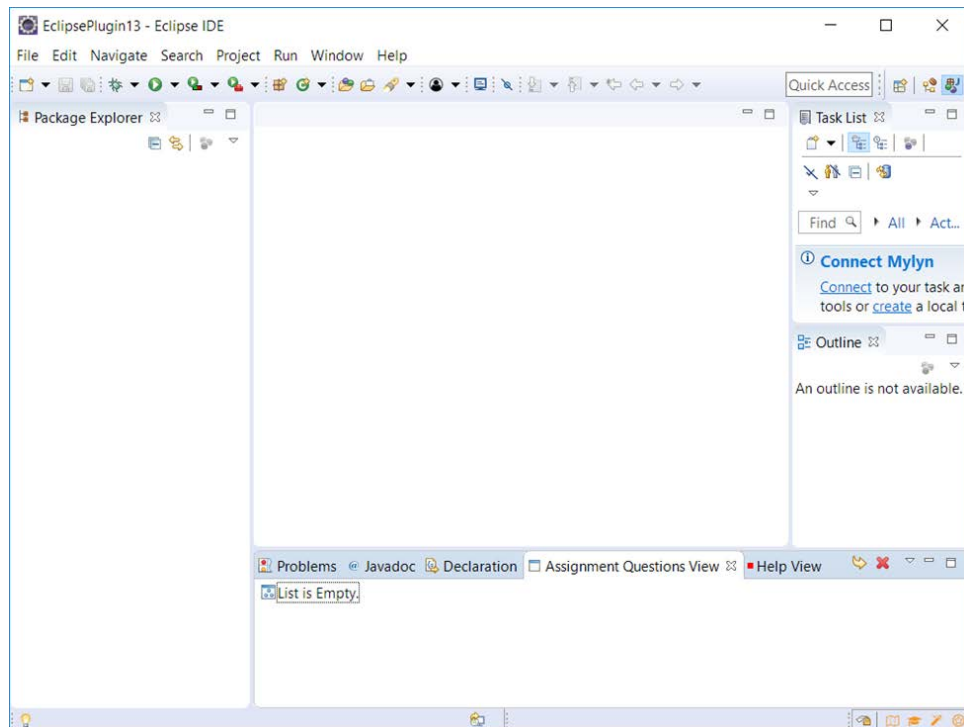 EclipsePlugin13 - Eclipse IDE
File Edit Navigate Search Project Run Window Help
Quick Access
Package Explorer
Task List
Find All Act...
Connect Mylyn
Connect to your task
tools or create a local
Outline
An outline is not available.
Problems @ Javadoc Declaration Assignment Questions View Help View
List is Empty.